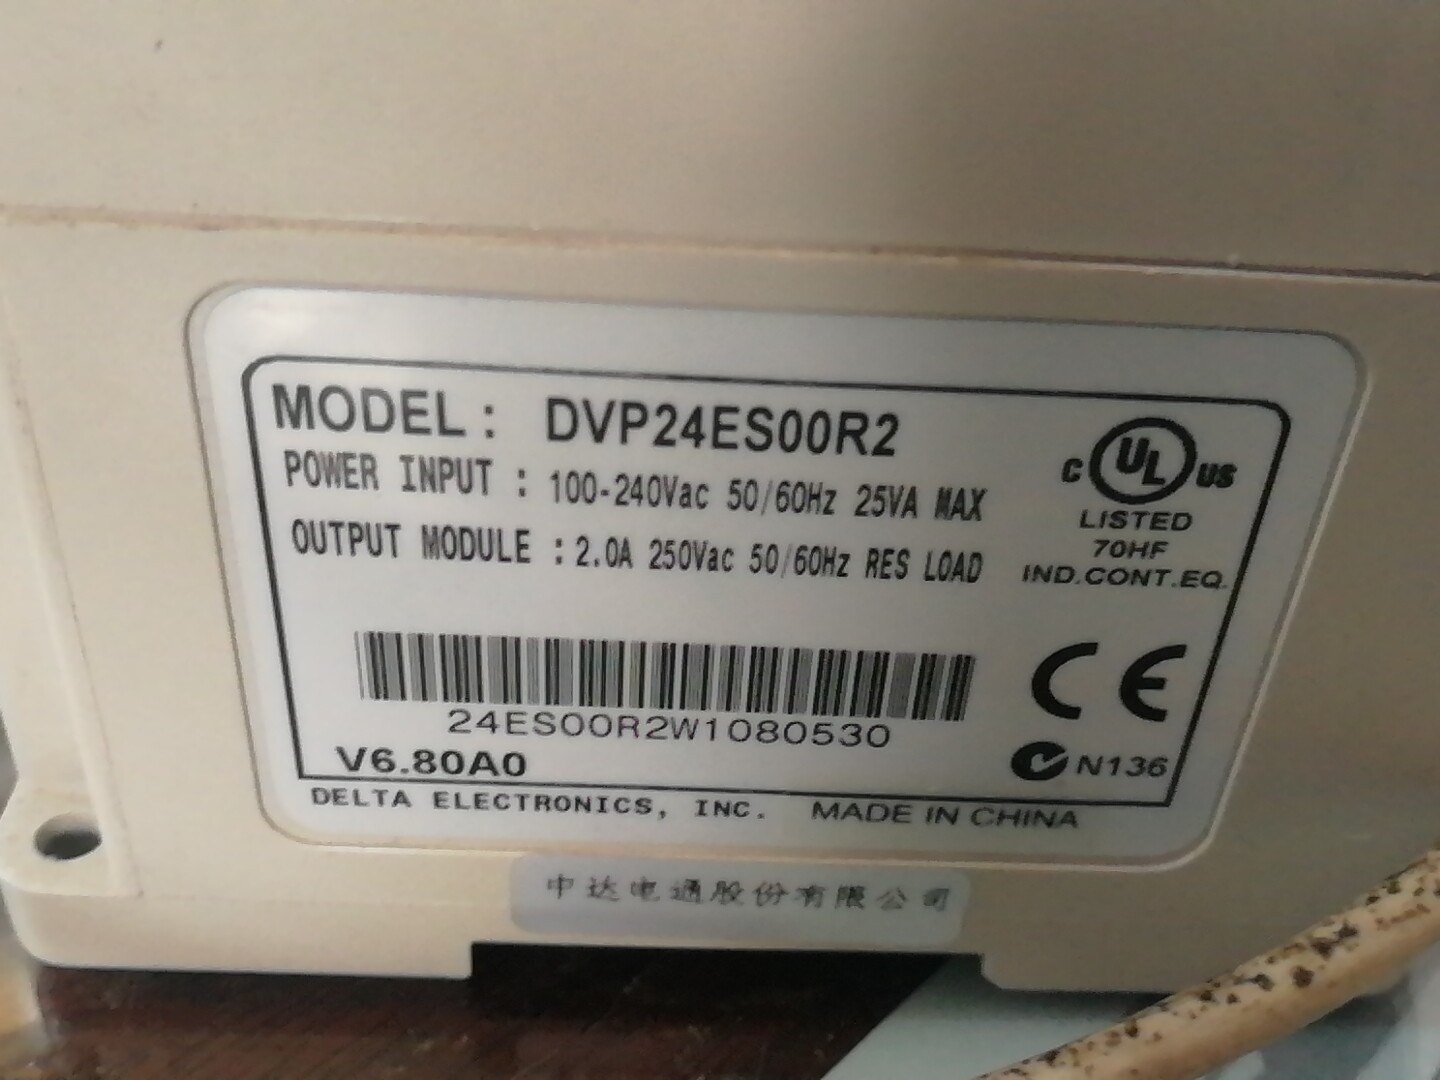 MODEL: DVP24ES00R2
POWER INPUT : 100-240Vac 50/60Hz 25VA MAX
OUTPUT MODULE : 2.0A 250Vac 50/60Hz RES LOAD
C UL US
LISTED
70HF
IND.CONT.EQ.
24ES00R2W1080530
CE
V6.80A0
N136
DELTA ELECTRONICS, INC. MADE IN CHINA
中达电通股份有限公司